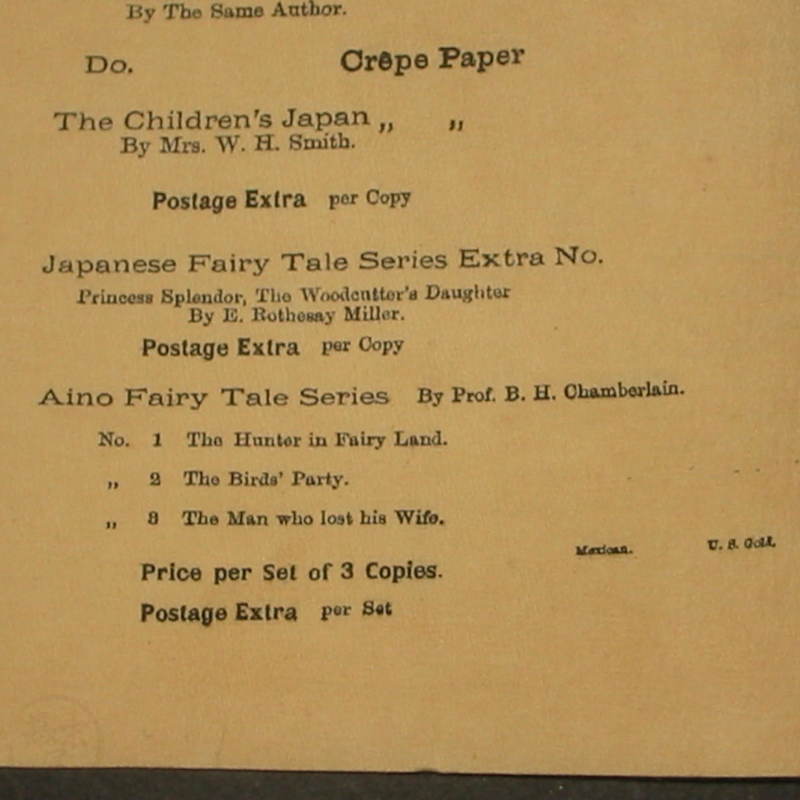 By The Same Author.
Do. Crêpe Paper
The Children's Japan „ „
By Mrs. W. H. Smith.
Postage Extra per Copy
Japanese Fairy Tale Series Extra No.
Princess Splendor, The Woodcutter's Daughter
By E. Rothesay Miller.
Postage Extra per Copy
Aino Fairy Tale Series By Prof. B. H. Chamberlain.
No. 1 The Hunter in Fairy Land.
„ 2 The Birds' Party.
„ 3 The Man who lost his Wife.
Mexican. U. S. Gold.
Price per Set of 3 Copies.
Postage Extra per Set